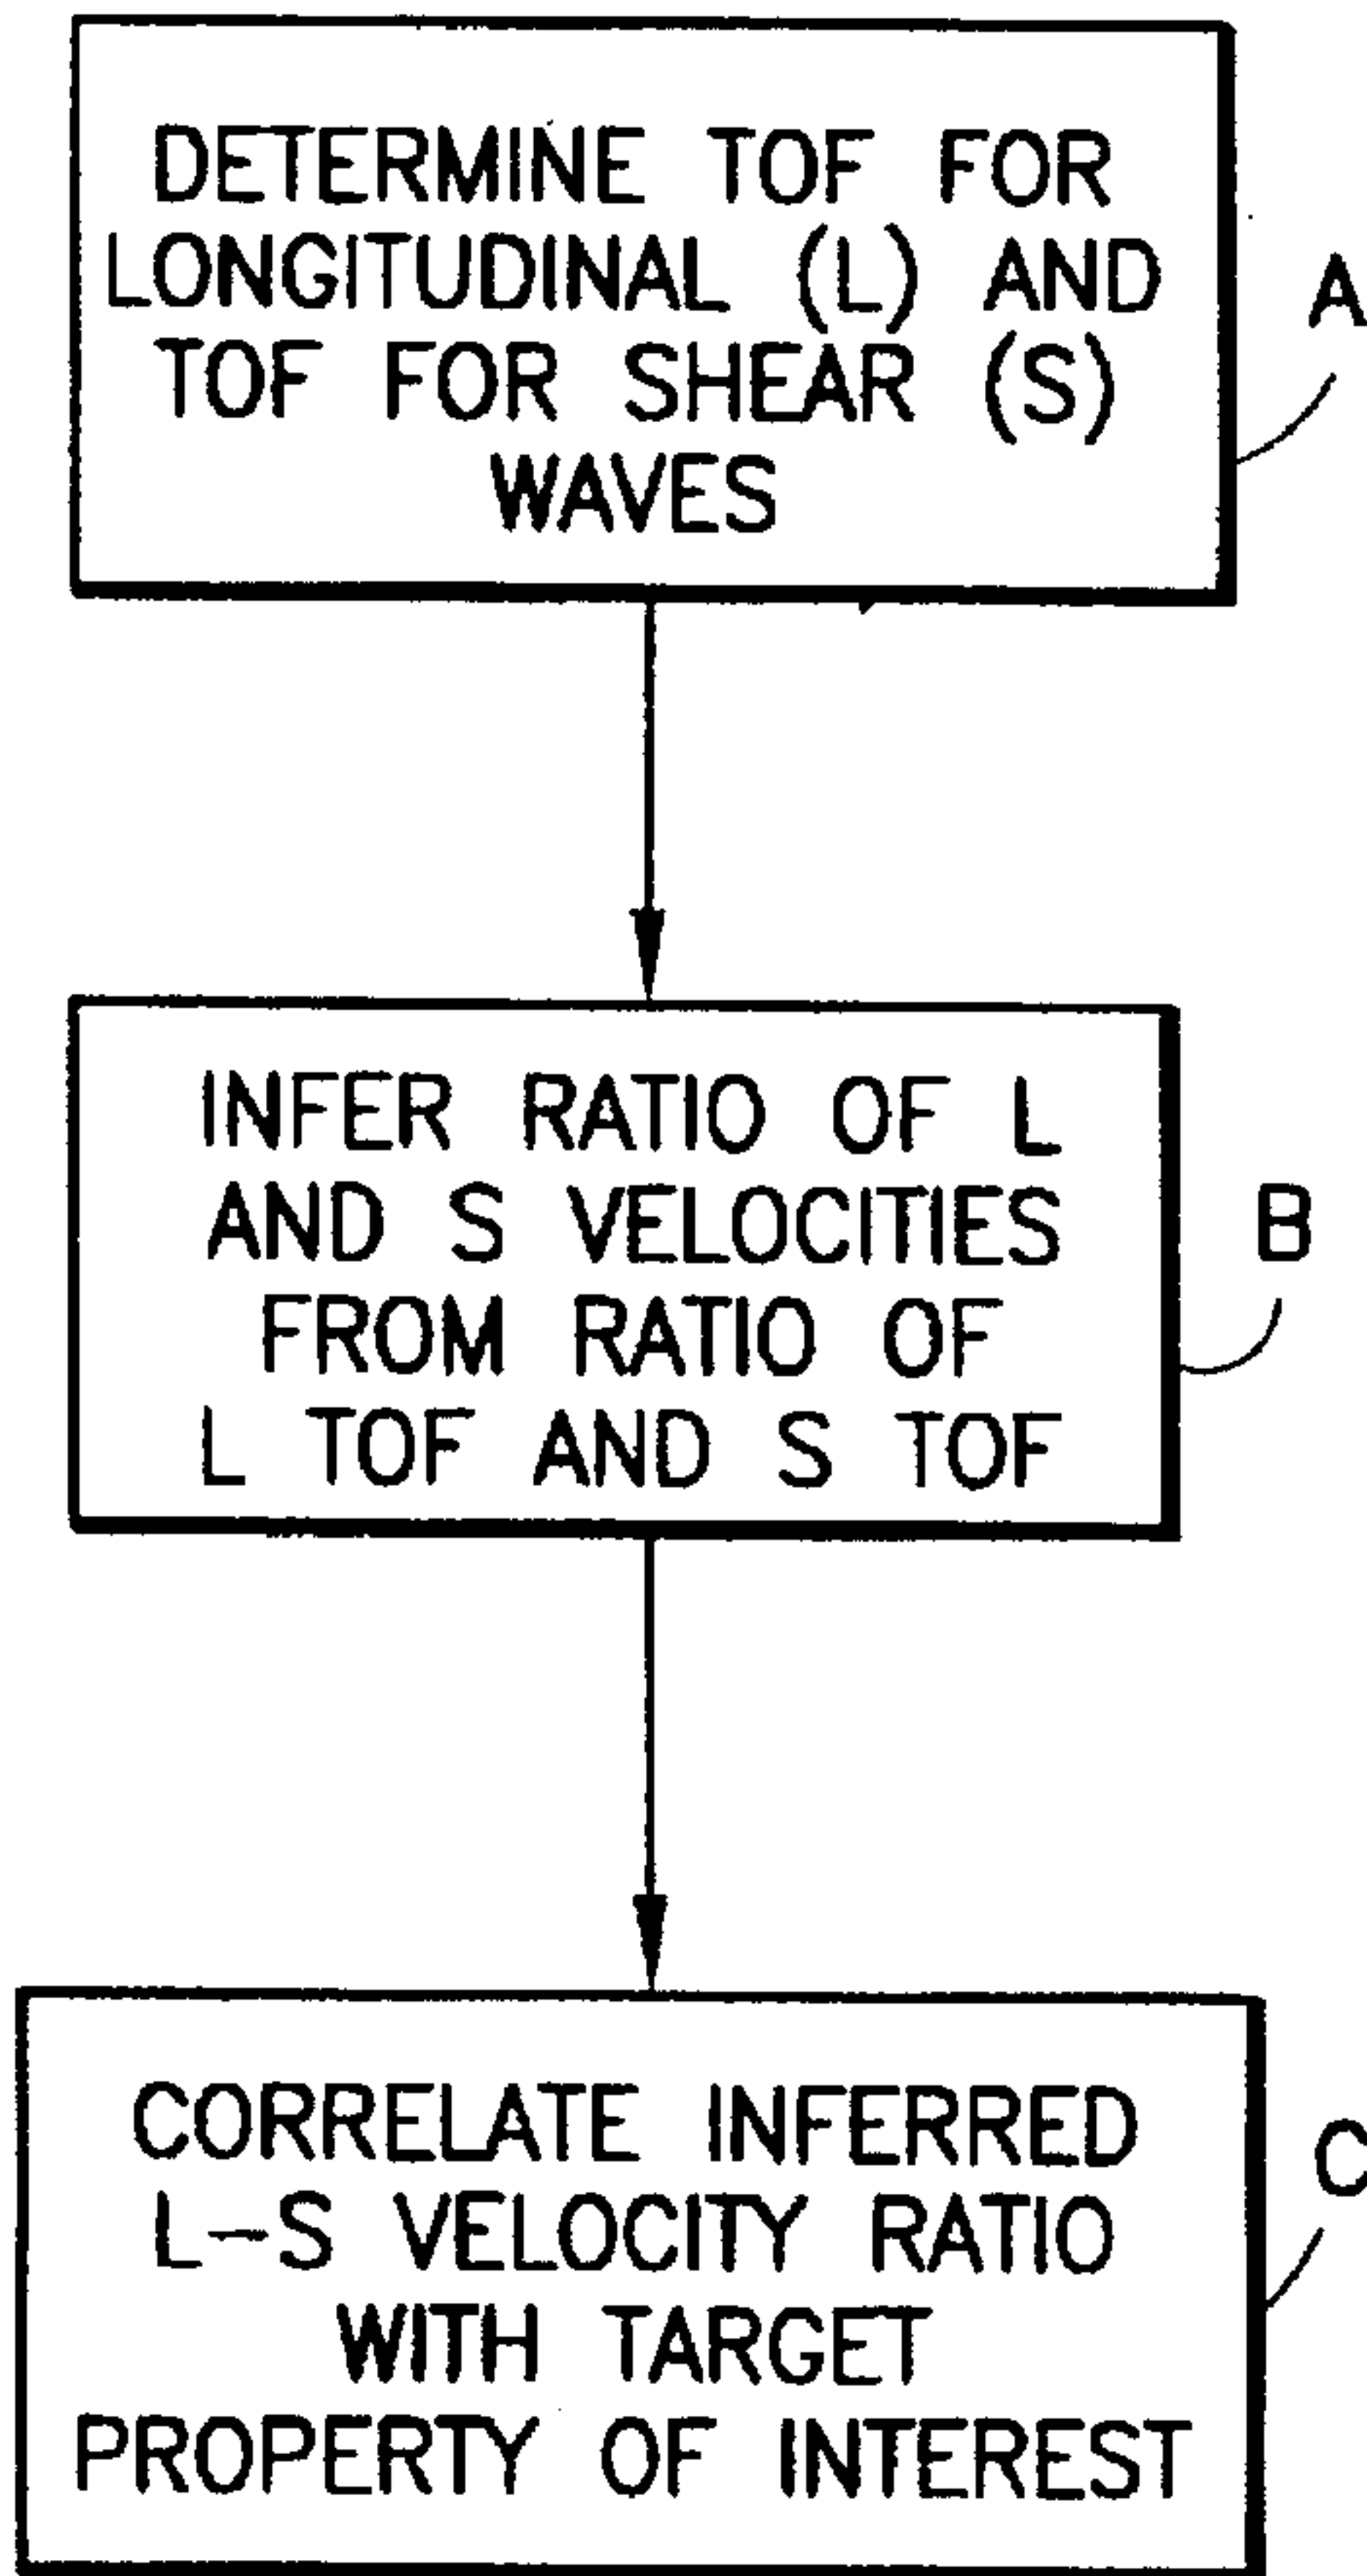 DETERMINE TOF FOR
LONGITUDINAL (L) AND
TOF FOR SHEAR (S)
WAVES
A
INFER RATIO OF L
AND S VELOCITIES
FROM RATIO OF
L TOF AND S TOF
B
CORRELATE INFERRED
L-S VELOCITY RATIO
WITH TARGET
PROPERTY OF INTEREST
C